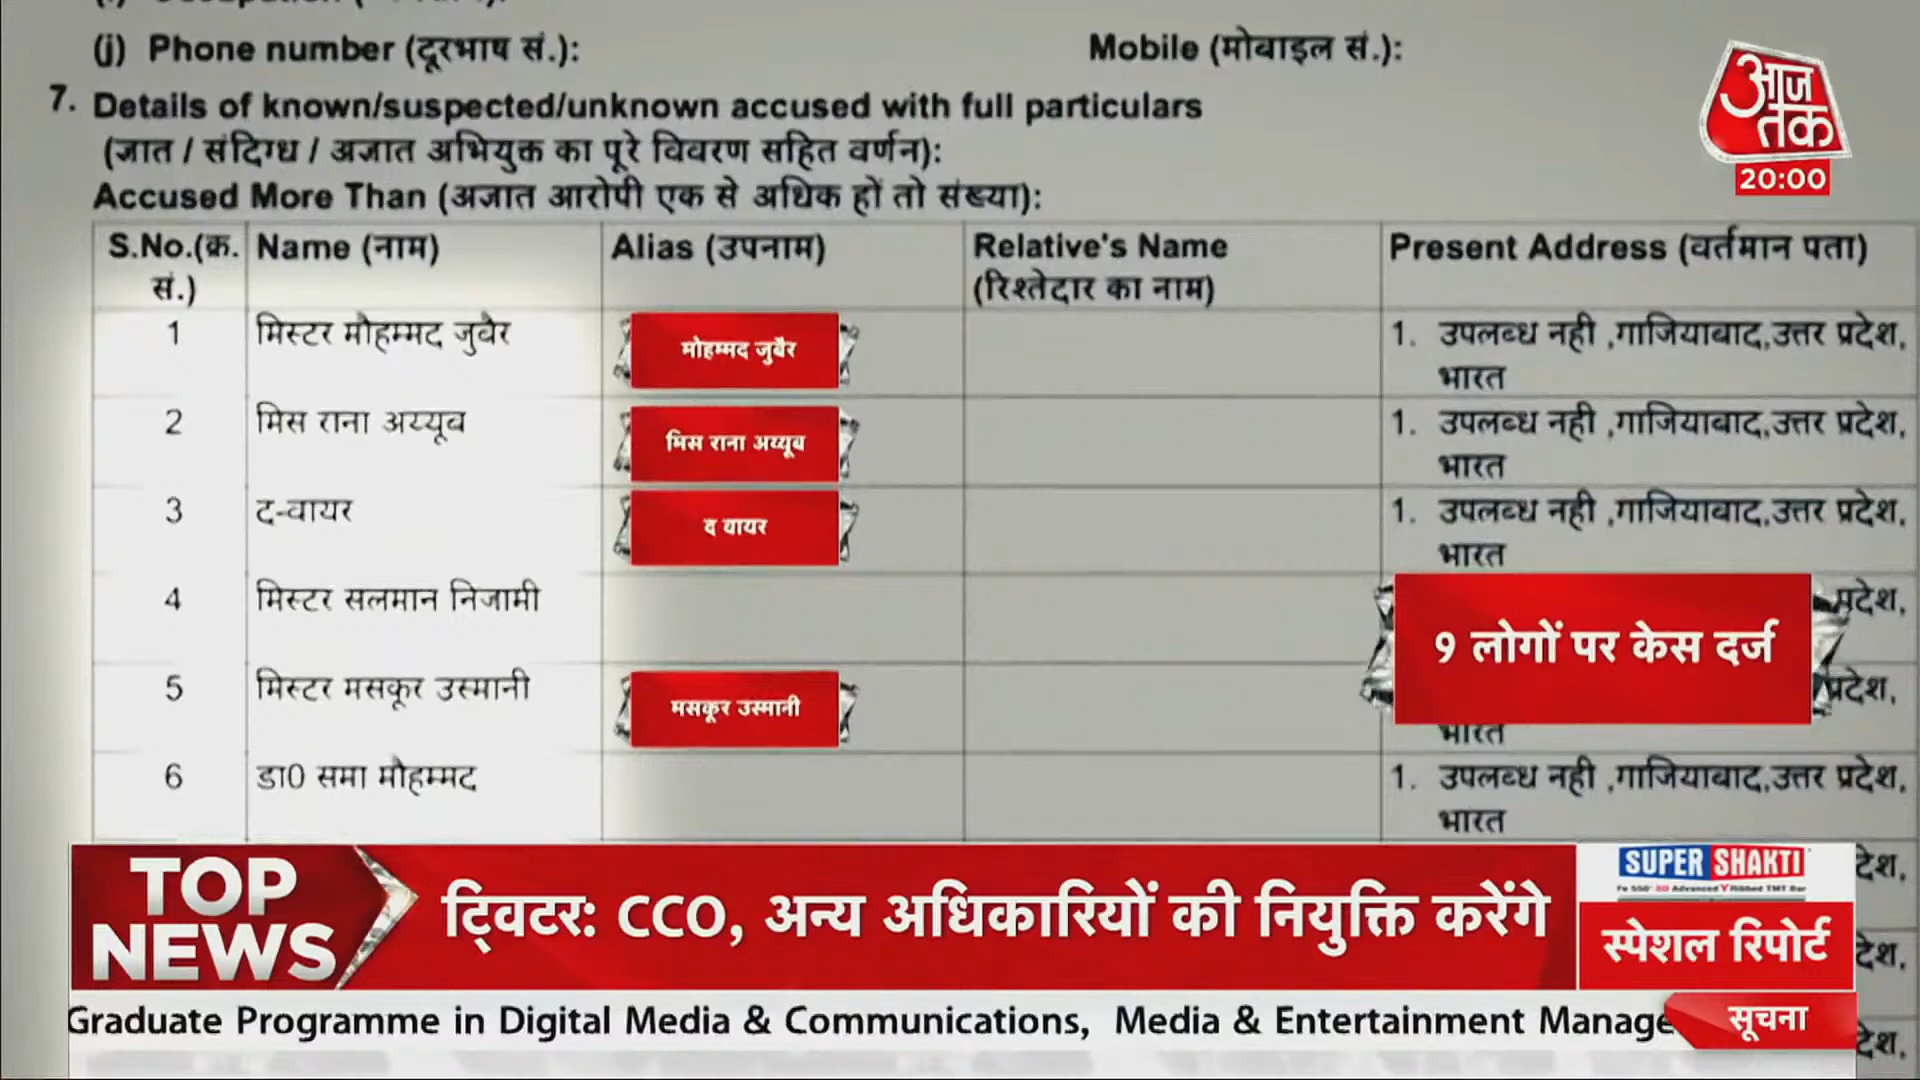 (j) Phone number (दूरभाष सं.):
Mobile (मोबाइल सं.):
आज
तक
20:00
7. Details of known/suspected/unknown accused with full particulars
(ज्ञात / संदिग्ध / अज्ञात अभियुक्त का पूरे विवरण सहित वर्णन):
Accused More Than (अज्ञात आरोपी एक से अधिक हों तो संख्या):
S.No.(क्र. सं.)
Name (नाम)
Alias (उपनाम)
Relative's Name
(रिश्तेदार का नाम)
Present Address (वर्तमान पता)
1 मिस्टर मौहम्मद जुबैर
मोहम्मद जुबैर
1. उपलब्ध नही ,गाजियाबाद,उत्तर प्रदेश,
भारत
2 मिस राना अय्यूब
मिस राना अय्यूब
1. उपलब्ध नही ,गाजियाबाद,उत्तर प्रदेश,
भारत
3 द-वायर
द वायर
1. उपलब्ध नही ,गाजियाबाद,उत्तर प्रदेश,
भारत
4 मिस्टर सलमान निजामी
प्रदेश,
9 लोगों पर केस दर्ज
5 मिस्टर मसकूर उस्मानी
मसकूर उस्मानी
प्रदेश,
भारत
6 डा0 समा मौहम्मद
1. उपलब्ध नही ,गाजियाबाद,उत्तर प्रदेश,
भारत
TOP
NEWS
ट्विटर: CCO, अन्य अधिकारियों की नियुक्ति करेंगे
SUPER SHAKTI
स्पेशल रिपोर्ट
Graduate Programme in Digital Media & Communications, Media & Entertainment Manage
सूचना